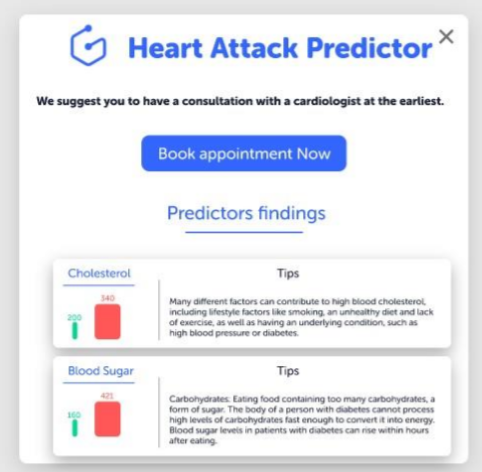 Heart Attack Predictor
We suggest you to have a consultation with a cardiologist at the earliest.
Book appointment Now
Predictors findings
Cholesterol
340
200
Tips
Many different factors can contribute to high blood cholesterol,
including lifestyle factors like smoking, an unhealthy diet and lack
of exercise, as well as having an underlying condition, such as
high blood pressure or diabetes.
Blood Sugar
421
160
Tips
Carbohydrates: Eating food containing too many carbohydrates, a
form of sugar. The body of a person with diabetes cannot process
high levels of carbohydrates fast enough to convert it into energy.
Blood sugar levels in patients with diabetes can rise within hours
after eating.